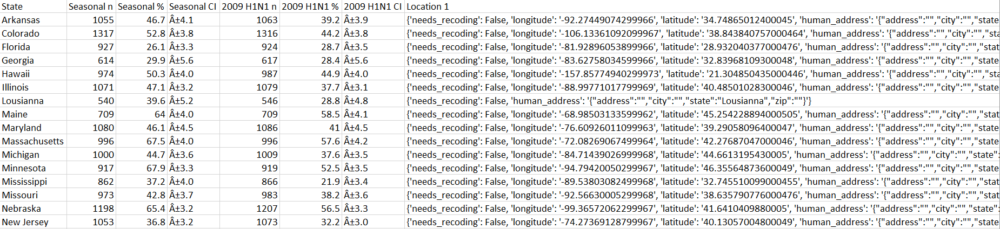 State Seasonal n Seasonal % Seasonal CI 2009 H1N1 n 2009 H1N1 % 2009 H1N1 CI Location 1
Arkansas 1055 46.7 Â±4.1 1063 39.2 Â±3.9 {'needs_recoding': False, 'longitude': '-92.27449074299966', 'latitude': '34.74865012400045', 'human_address': '{"address":"","city":"","state
Colorado 1317 52.8 Â±3.8 1316 44.2 Â±3.8 {'needs_recoding': False, 'longitude': '-106.13361092099967', 'latitude': '38.843840757000464', 'human_address': '{"address":"","city":"","sta
Florida 927 26.1 Â±3.3 924 28.7 Â±3.5 {'needs_recoding': False, 'longitude': '-81.92896053899966', 'latitude': '28.932040377000476', 'human_address': '{"address":"","city":"","stat
Georgia 614 29.9 Â±5.6 617 28.4 Â±5.6 {'needs_recoding': False, 'longitude': '-83.62758034599966', 'latitude': '32.83968109300048', 'human_address': '{"address":"","city":"","state
Hawaii 974 50.3 Â±4.0 987 44.9 Â±4.0 {'needs_recoding': False, 'longitude': '-157.85774940299973', 'latitude': '21.304850435000446', 'human_address': '{"address":"","city":"","sta
Illinois 1071 47.1 Â±3.2 1079 37.7 Â±3.1 {'needs_recoding': False, 'longitude': '-88.99771017799969', 'latitude': '40.48501028300046', 'human_address': '{"address":"","city":"","state
Lousianna 540 39.6 Â±5.2 546 28.8 Â±4.8 {'needs_recoding': False, 'human_address': '{"address":"","city":"","state":"Lousianna","zip":""}'}
Maine 709 64 Â±4.0 709 58.5 Â±4.1 {'needs_recoding': False, 'longitude': '-68.98503133599962', 'latitude': '45.254228894000505', 'human_address': '{"address":"","city":"","stat
Maryland 1080 46.1 Â±4.5 1086 41 Â±4.5 {'needs_recoding': False, 'longitude': '-76.60926011099963', 'latitude': '39.29058096400047', 'human_address': '{"address":"","city":"","state
Massachusetts 996 67.5 Â±4.0 996 57.6 Â±4.2 {'needs_recoding': False, 'longitude': '-72.08269067499964', 'latitude': '42.27687047000046', 'human_address': '{"address":"","city":"","state
Michigan 1000 44.7 Â±3.6 1009 37.6 Â±3.5 {'needs_recoding': False, 'longitude': '-84.71439026999968', 'latitude': '44.6613195430005', 'human_address': '{"address":"","city":"","state":
Minnesota 917 67.9 Â±3.3 919 52.5 Â±3.5 {'needs_recoding': False, 'longitude': '-94.79420050299967', 'latitude': '46.35564873600049', 'human_address': '{"address":"","city":"","state
Mississippi 862 37.2 Â±4.0 866 21.9 Â±3.4 {'needs_recoding': False, 'longitude': '-89.53803082499968', 'latitude': '32.745510099000455', 'human_address': '{"address":"","city":"","stat
Missouri 973 42.8 Â±3.7 983 38.2 Â±3.6 {'needs_recoding': False, 'longitude': '-92.56630005299968', 'latitude': '38.635790776000476', 'human_address': '{"address":"","city":"","stat
Nebraska 1198 65.4 Â±3.2 1207 56.5 Â±3.3 {'needs_recoding': False, 'longitude': '-99.36572062299967', 'latitude': '41.6410409880005', 'human_address': '{"address":"","city":"","state":
New Jersey 1053 36.8 Â±3.2 1073 32.2 Â±3.0 {'needs_recoding': False, 'longitude': '-74.27369128799967', 'latitude': '40.13057004800049', 'human_address': '{"address":"","city":"","state